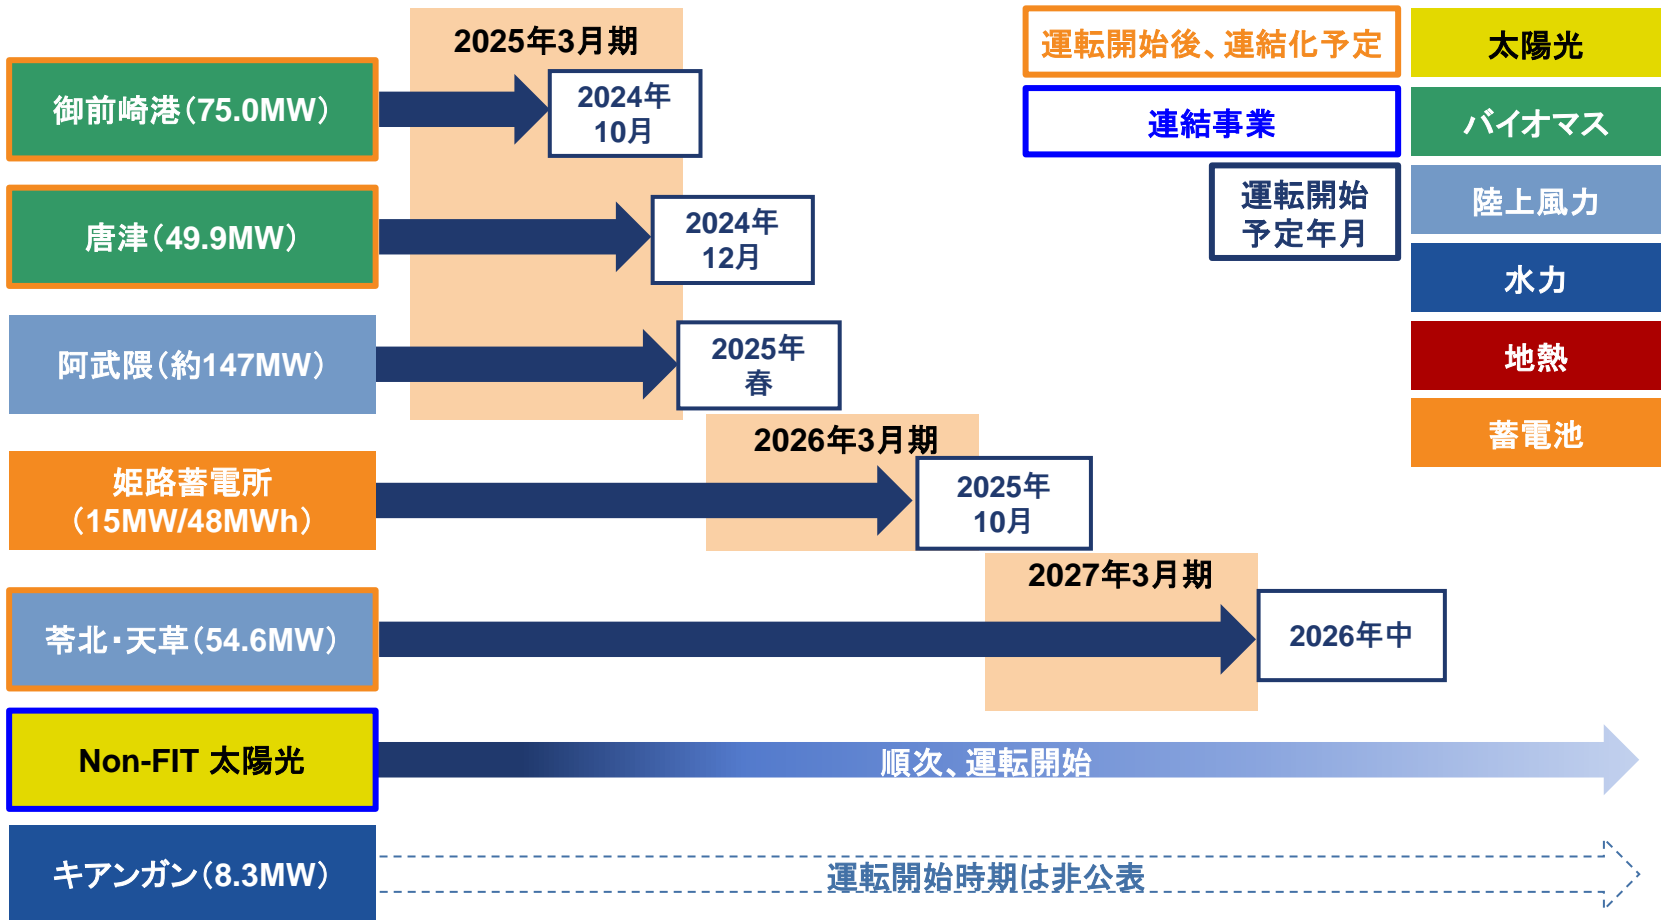 2025年3月期
運転開始後、連結化予定
太陽光
御前崎港（75.0MW）
2024年
10月
連結事業
バイオマス
運転開始
予定年月
陸上風力
唐津（49.9MW）
2024年
12月
水力
阿武隈（約147MW）
2025年
春
地熱
2026年3月期
蓄電池
姫路蓄電所
（15MW/48MWh）
2025年
10月
2027年3月期
苓北・天草（54.6MW）
2026年中
Non-FIT 太陽光
順次、運転開始
キアンガン（8.3MW）
運転開始時期は非公表